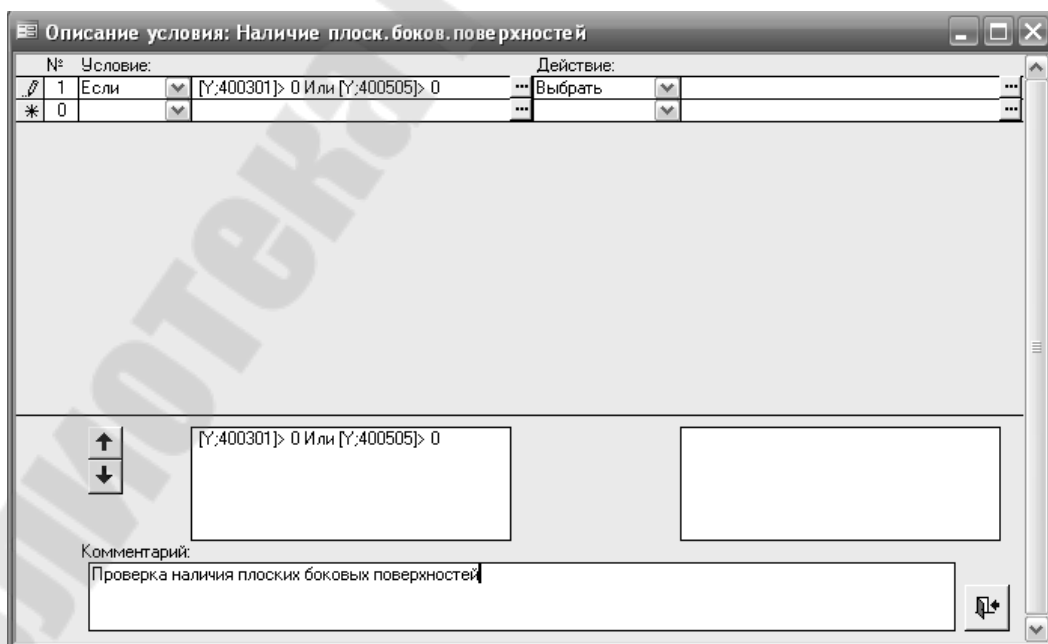 Описание условия: Наличие плоск.боков.поверхностей
№ Условие: Действие:
1 Если [Y;400301]> 0 Или [Y;400505]> 0 ... Выбрать ...
0 ... ...
[Y;400301]> 0 Или [Y;400505]> 0
Комментарий:
Проверка наличия плоских боковых поверхностей